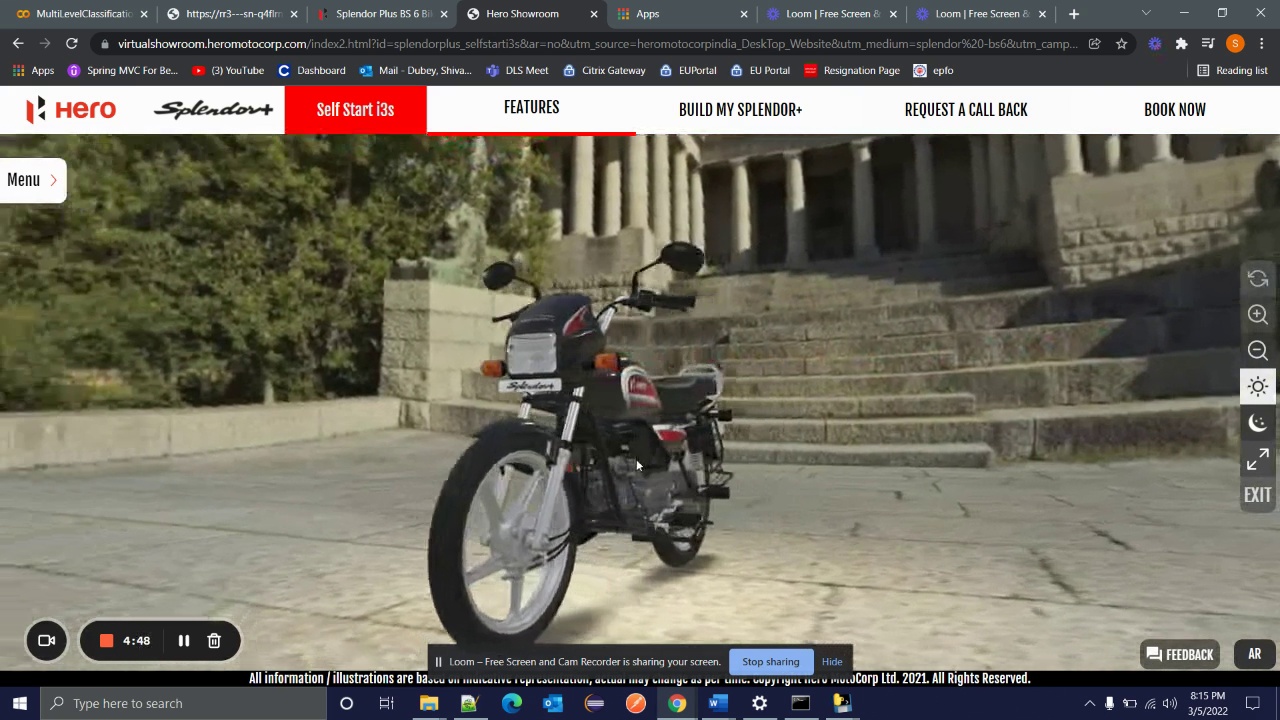 MultiLevelClassificatio
https://rr3---sn-q4flrn
Splendor Plus BS 6 Bi
Hero Showroom
Apps
Loom | Free Screen &
Loom | Free Screen &
virtualshowroom.heromotocorp.com/index2.html?id=splendorplus_selfstarti3s&at=no&utm_source=heromotocorpindia_DeskTop_Website&utm_medium=splendor%20-bs6&utm_camp...
S
Apps
Spring MVC For Be...
(3) YouTube
Dashboard
Mail - Dubey, Shiva...
DLS Meet
Citrix Gateway
EUPortal
EU Portal
Resignation Page
epfo
Reading list
Hero
Splendor+
Self Start i3s
FEATURES
BUILD MY SPLENDOR+
REQUEST A CALL BACK
BOOK NOW
Menu
Splendor+
EXIT
4:48
Loom – Free Screen and Cam Recorder is sharing your screen.
Stop sharing
Hide
FEEDBACK
AR
All information / illustrations are based on indicative representation, actual may change as per time. Copyright Hero MotoCorp Ltd. 2021. All Rights Reserved.
Type here to search
8:15 PM
3/5/2022